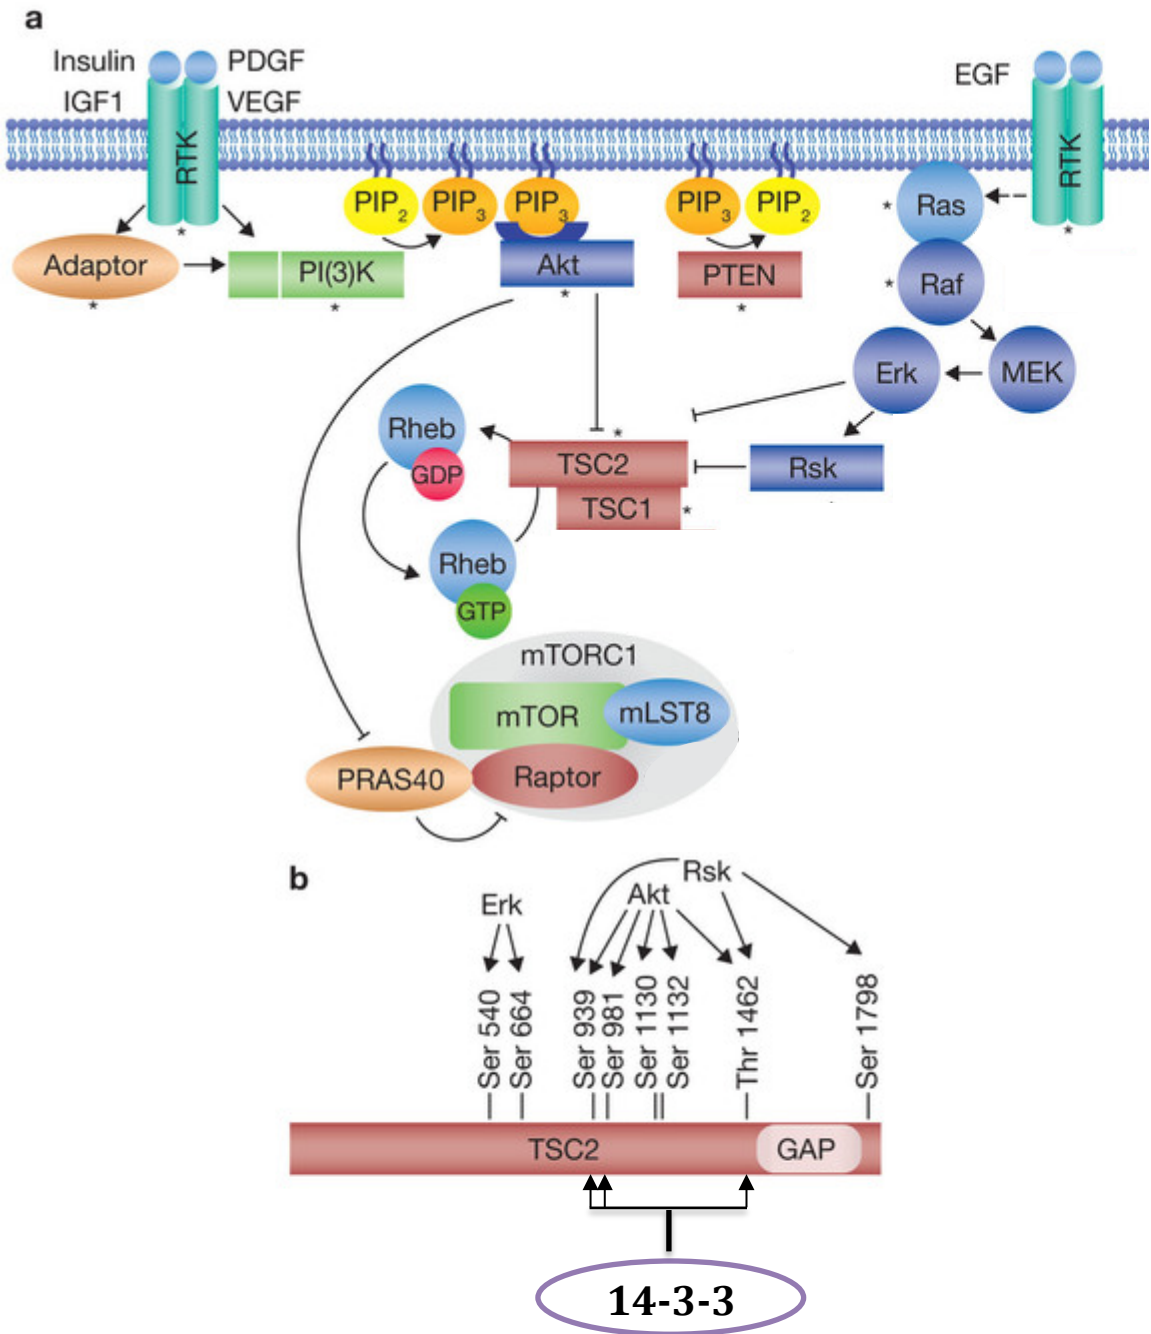 a
Insulin
PDGF
IGF1
VEGF
EGF
RTK
RTK
PIP2
PIP3
PIP3
PIP3
PIP2
Ras
*
*
*
Adaptor
PI(3)K
Akt
PTEN
Raf
*
*
*
*
*
*
Erk
MEK
Rheb
GDP
*
TSC2
Rsk
TSC1
*
Rheb
GTP
mTORC1
mTOR
mLST8
PRAS40
Raptor
b
Rsk
Akt
Erk
Ser 540
Ser 664
Ser 939
Ser 981
Ser 1130
Ser 1132
Thr 1462
Ser 1798
TSC2
GAP
14-3-3